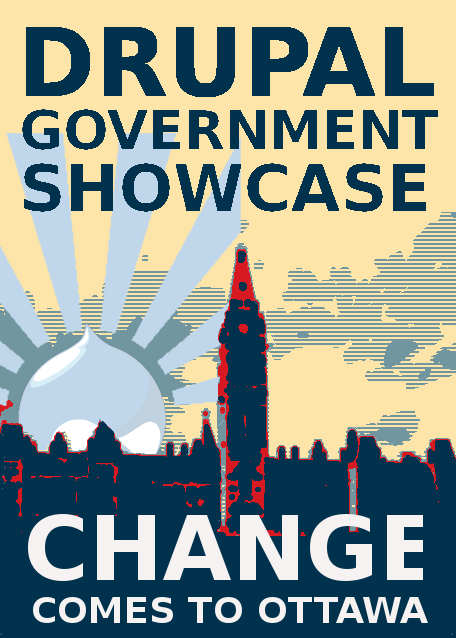 DRUPAL
GOVERNMENT
SHOWCASE
CHANGE
COMES TO OTTAWA